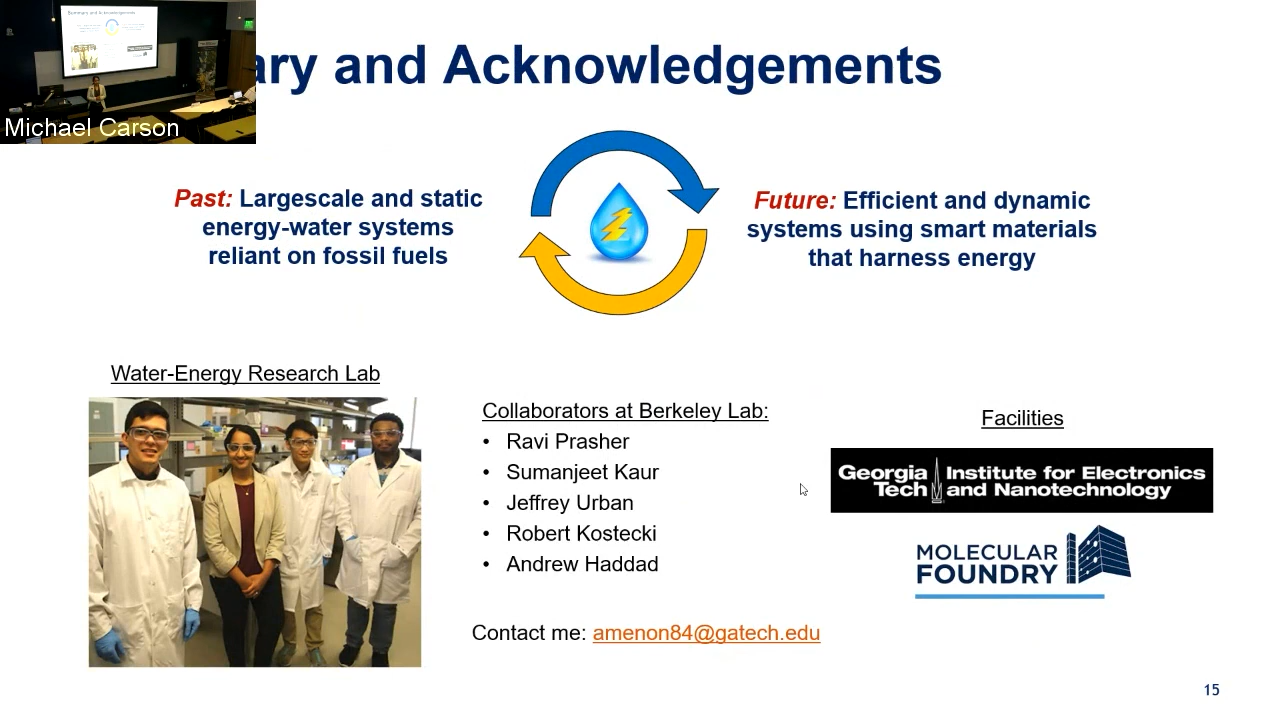 Summary and Acknowledgements
Michael Carson
ary and Acknowledgements
Past: Largescale and static
energy-water systems
reliant on fossil fuels
Future: Efficient and dynamic
systems using smart materials
that harness energy
Water-Energy Research Lab
Collaborators at Berkeley Lab:
• Ravi Prasher
• Sumanjeet Kaur
• Jeffrey Urban
• Robert Kostecki
• Andrew Haddad
Contact me: amenon84@gatech.edu
Facilities
Georgia Tech
Institute for Electronics
and Nanotechnology
MOLECULAR
FOUNDRY
15